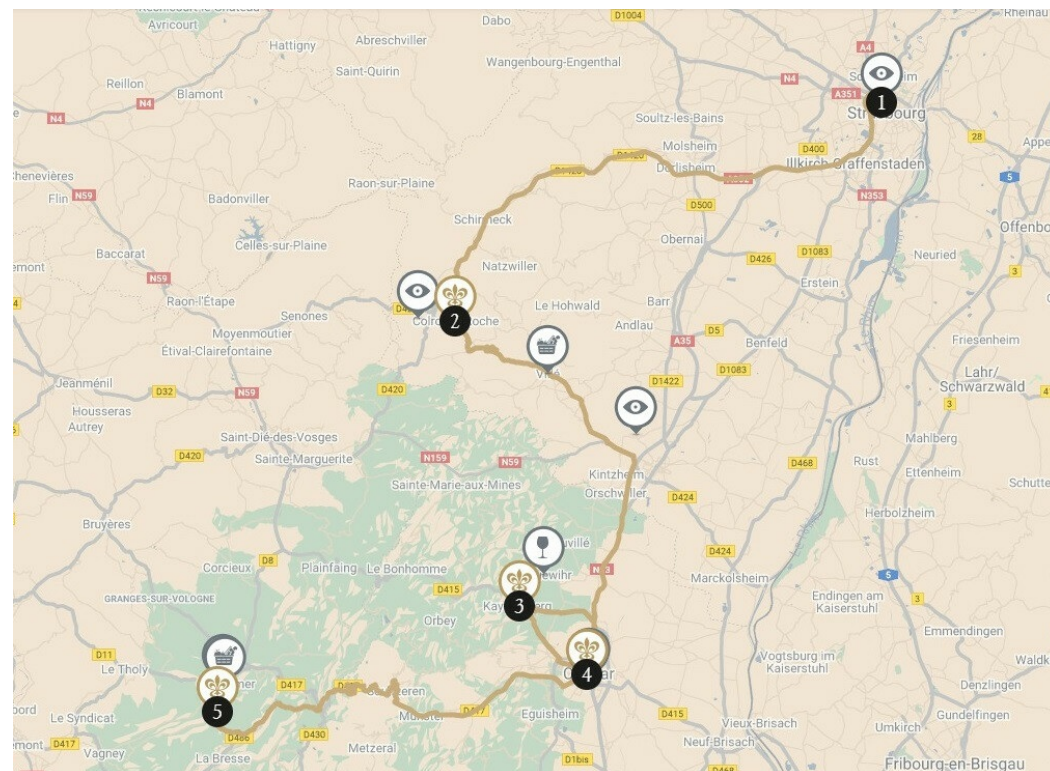 Avricourt
Dabo
D1004
Rheinau
Hattigny
Abreschviller
A4
Wangenbourg-Engenthal
Saint-Quirin
Reillon
Blamont
N4
N4
N4
A351
1
Soultz-les-Bains
28
Molsheim
D400
Illkirch-Graffenstaden
Dorlisheim
Chenevières
Flin
N59
Badonviller
Raon-sur-Plaine
D500
N353
5
Schirmeck
Obernai
Celles-sur-Plaine
D426
D1083
Neuried
Baccarat
N59
Natzwiller
3
Erstein
Raon-l'Étape
Senones
Le Hohwald
Barr
2
Andlau
D5
Moyenmoutier
A35
Benfeld
Friesenheim
Étival-Clairefontaine
D1083
Jeanménil
D32
N59
D420
D1422
Lahr/
Schwarzwald
Housseras
Autrey
3
Saint-Dié-des-Vosges
Mahlberg
D420
N159
N59
D468
Rust
Sainte-Marguerite
Kintzheim
Ettenheim
Sainte-Marie-aux-Mines
Orschwiller
D424
Herbolzheim
Bruyères
D8
D424
Corcieux
Plainfaing
Le Bonhomme
5
Marckolsheim
D415
Endingen am
Kaiserstuhl
3
GRANGES-SUR-VOLOGNE
3
Orbey
Emmendingen
D11
Le Tholy
Vogtsburg im
Kaiserstuhl
4
D417
Denzlingen
5
Le Syndicat
Munster
D417
Eguisheim
D415
Vieux-Brisach
Gundelfingen
D486
D430
Umkirch
D417
Vagney
La Bresse
Metzeral
Neuf-Brisach
D1bis
D468
Fribourg-en-Brisgau